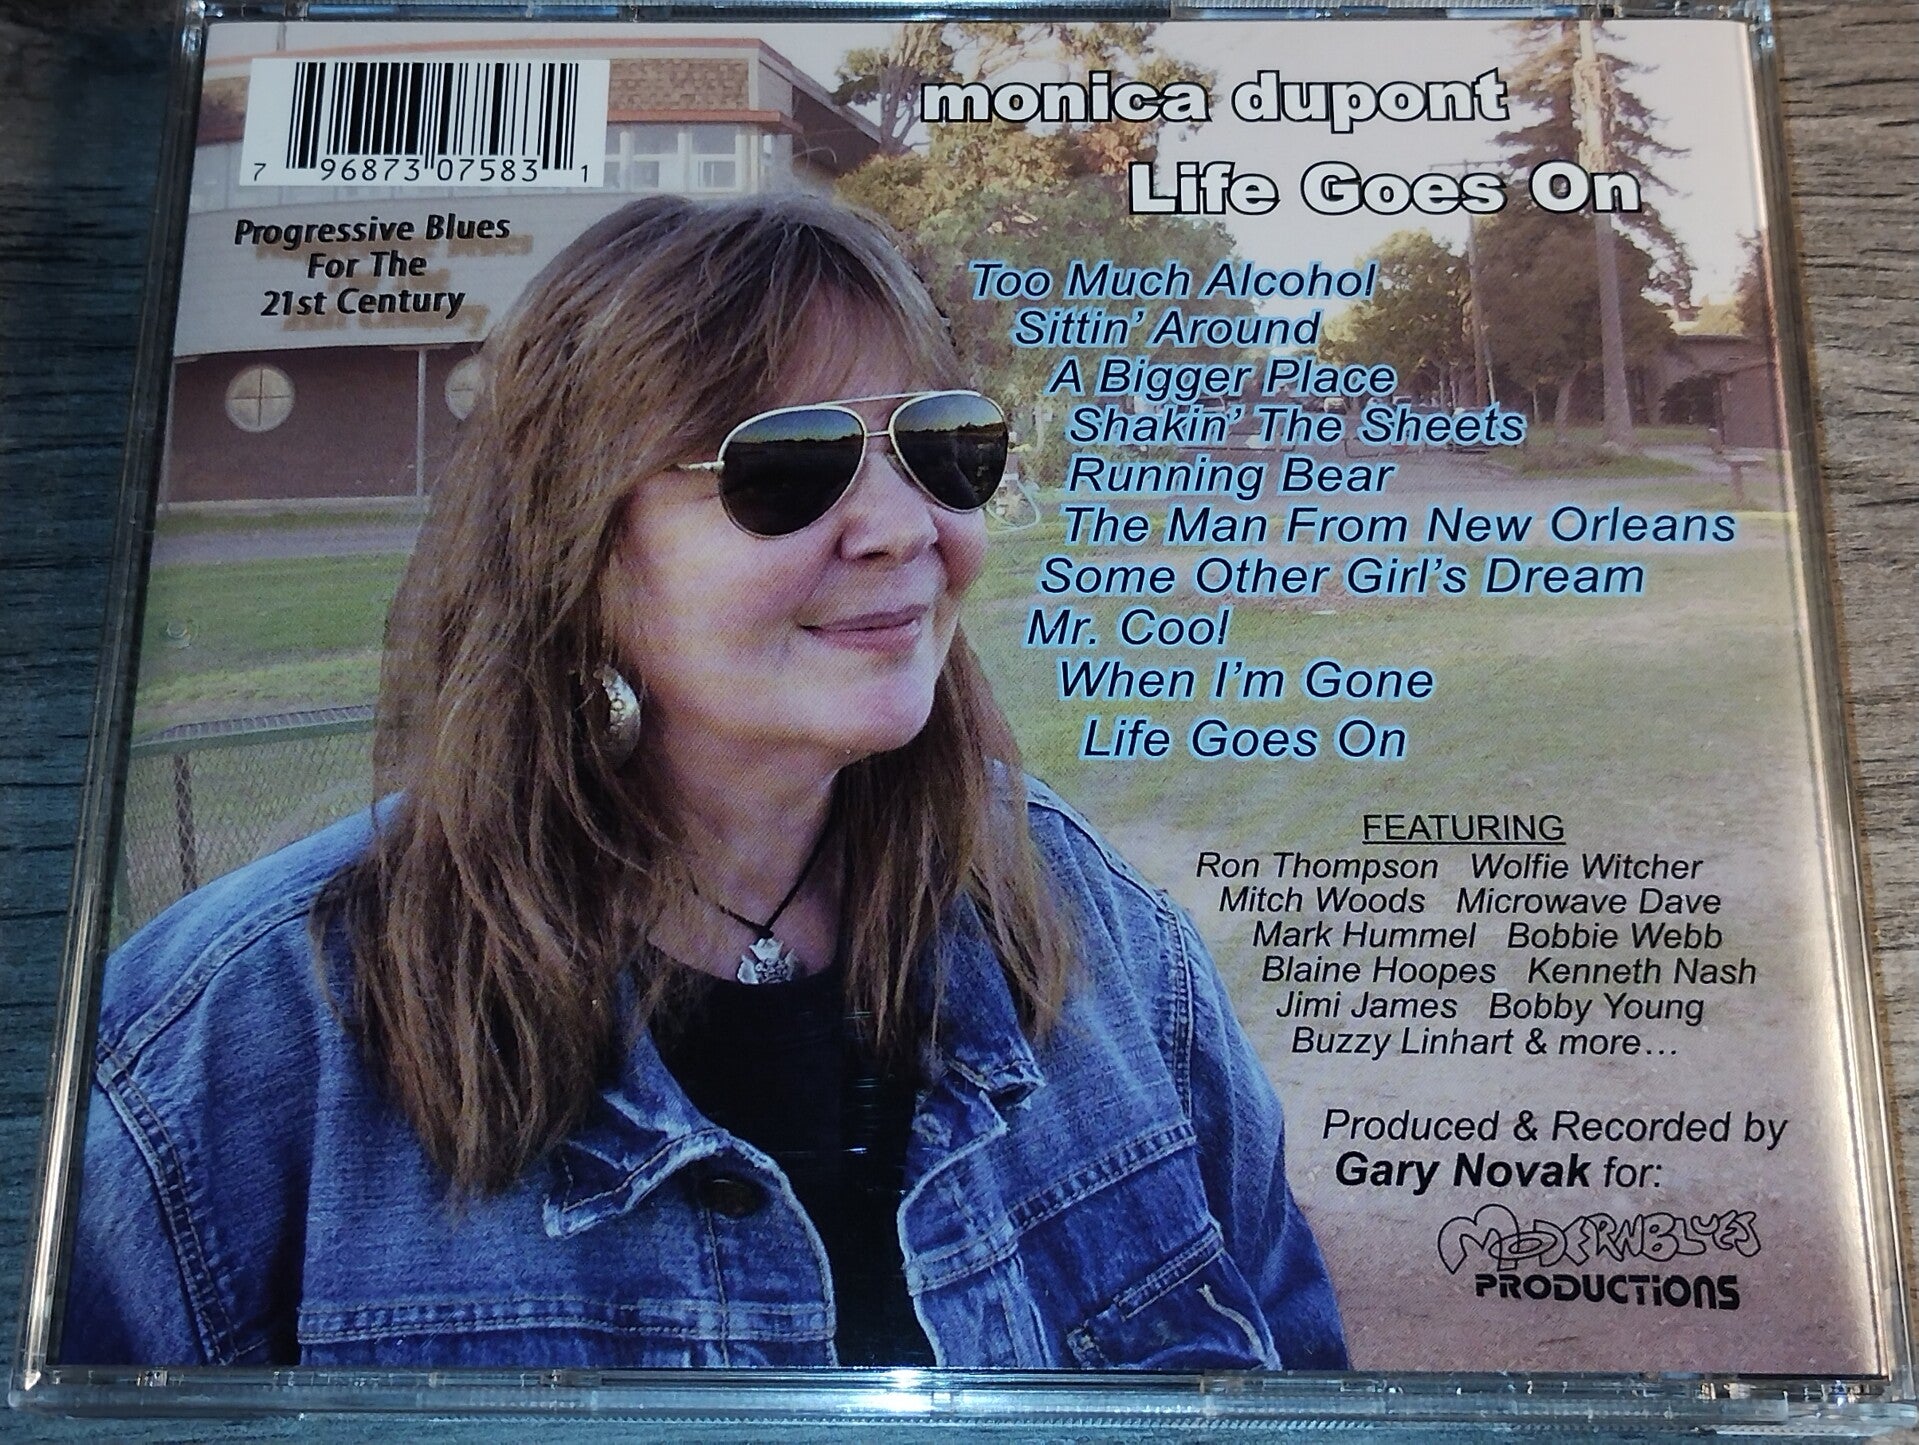 monica dupont
Life Goes On
7 96873 07583 1
Progressive Blues
For The
21st Century
Too Much Alcohol
Sittin' Around
A Bigger Place
Shakin' The Sheets
Running Bear
The Man From New Orleans
Some Other Girl's Dream
Mr. Cool
When I'm Gone
Life Goes On
FEATURING
Ron Thompson Wolfie Witcher
Mitch Woods Microwave Dave
Mark Hummel Bobbie Webb
Blaine Hoopes Kenneth Nash
Jimi James Bobby Young
Buzzy Linhart & more...
Produced & Recorded by
Gary Novak for:
MODERNBLUES
PRODUCTIONS